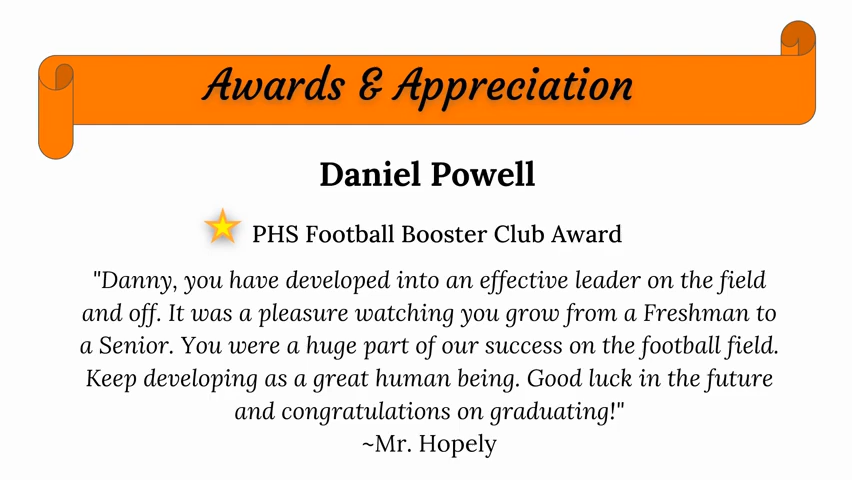 Awards & Appreciation
Daniel Powell
PHS Football Booster Club Award
"Danny, you have developed into an effective leader on the field
and off. It was a pleasure watching you grow from a Freshman to
a Senior. You were a huge part of our success on the football field.
Keep developing as a great human being. Good luck in the future
and congratulations on graduating!"
~Mr. Hopely